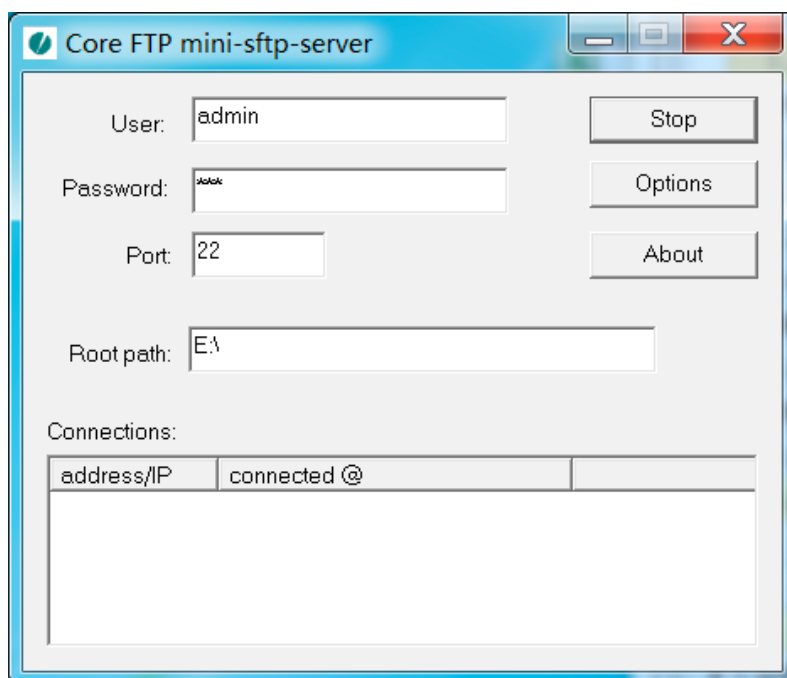 Core FTP mini-sftp-server
User: admin Stop
Password: **** Options
Port: 22 About
Root path: E:\
Connections:
address/IP connected @